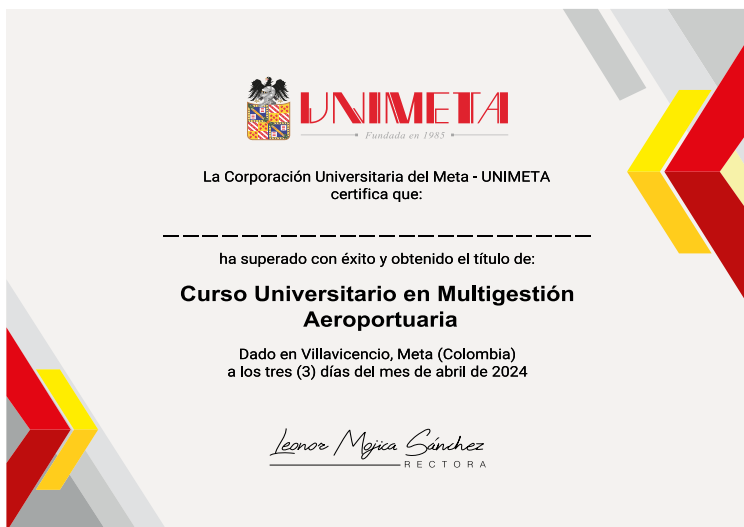 UNIMETA
Fundada en 1985
La Corporación Universitaria del Meta - UNIMETA
certifica que:
ha superado con éxito y obtenido el título de:
Curso Universitario en Multigestión
Aeroportuaria
Dado en Villavicencio, Meta (Colombia)
a los tres (3) días del mes de abril de 2024
Leonor Mojica Sánchez
RECTORA